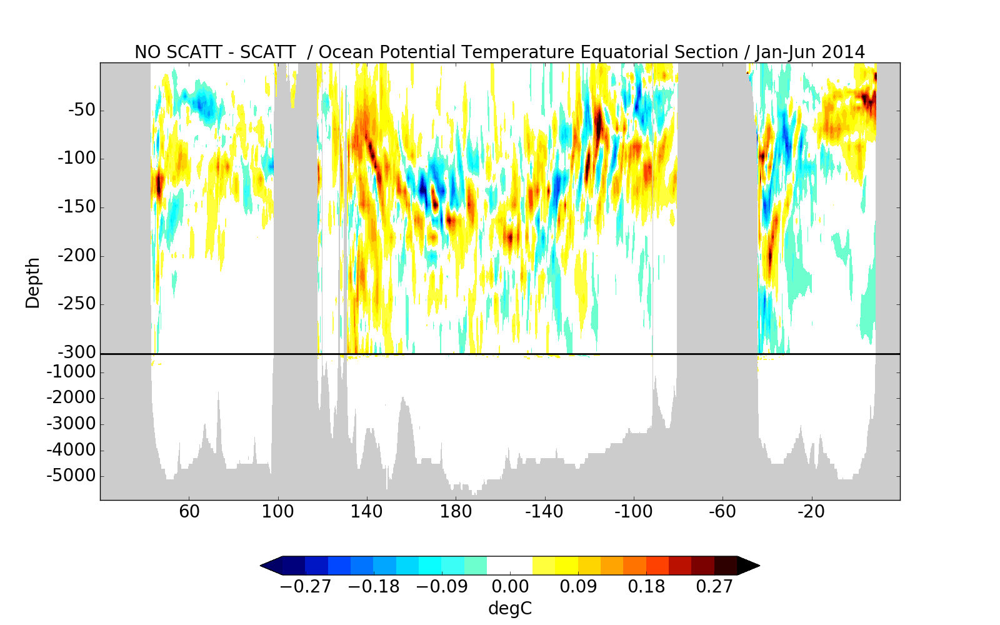 NO SCATT - SCATT  / Ocean Potential Temperature Equatorial Section / Jan-Jun 2014
-50
-100
-150
-200
-250
-300
-1000
-2000
-3000
-4000
-5000
Depth
60 100 140 180 -140 -100 -60 -20
−0.27 −0.18 −0.09 0.00 0.09 0.18 0.27
degC